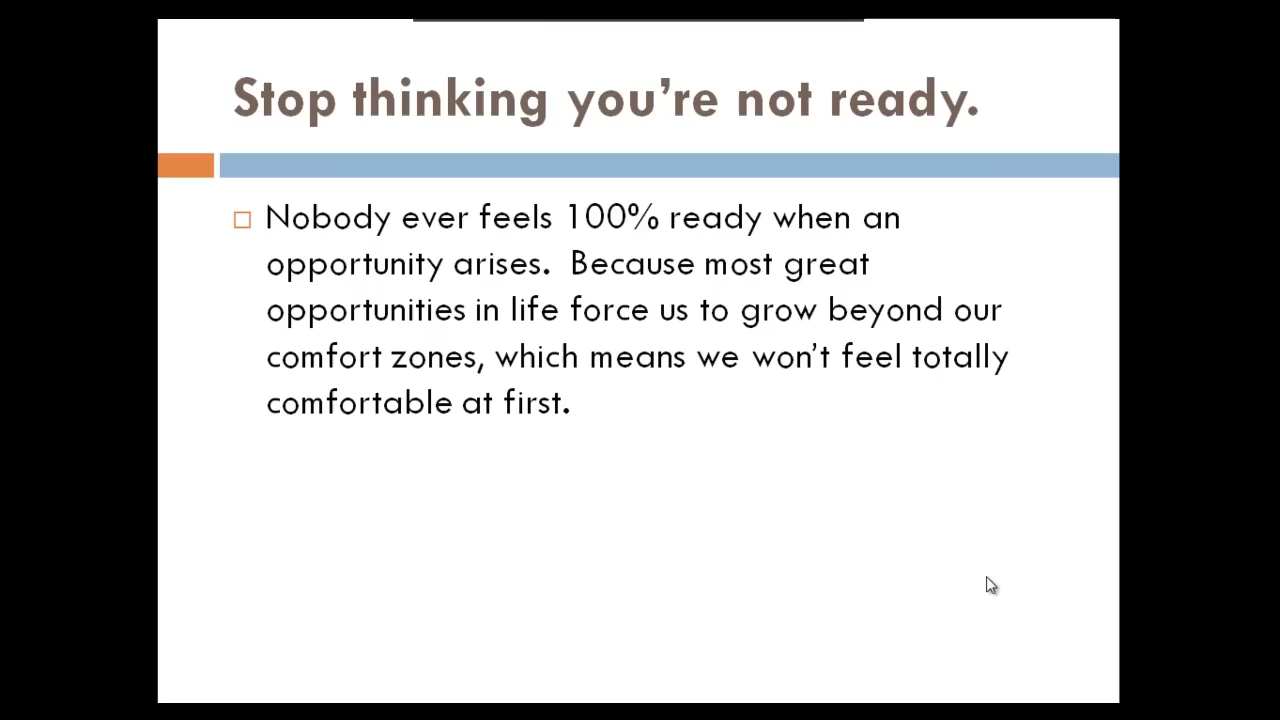 Stop thinking you’re not ready.
Nobody ever feels 100% ready when an
opportunity arises.  Because most great
opportunities in life force us to grow beyond our
comfort zones, which means we won’t feel totally
comfortable at first.